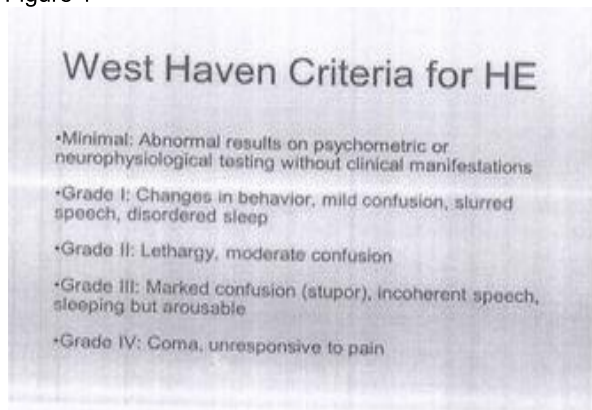 West Haven Criteria for HE
•Minimal: Abnormal results on psychometric or
neurophysiological testing without clinical manifestations
•Grade I: Changes in behavior, mild confusion, slurred
speech, disordered sleep
•Grade II: Lethargy, moderate confusion
•Grade III: Marked confusion (stupor), incoherent speech,
sleeping but arousable
•Grade IV: Coma, unresponsive to pain